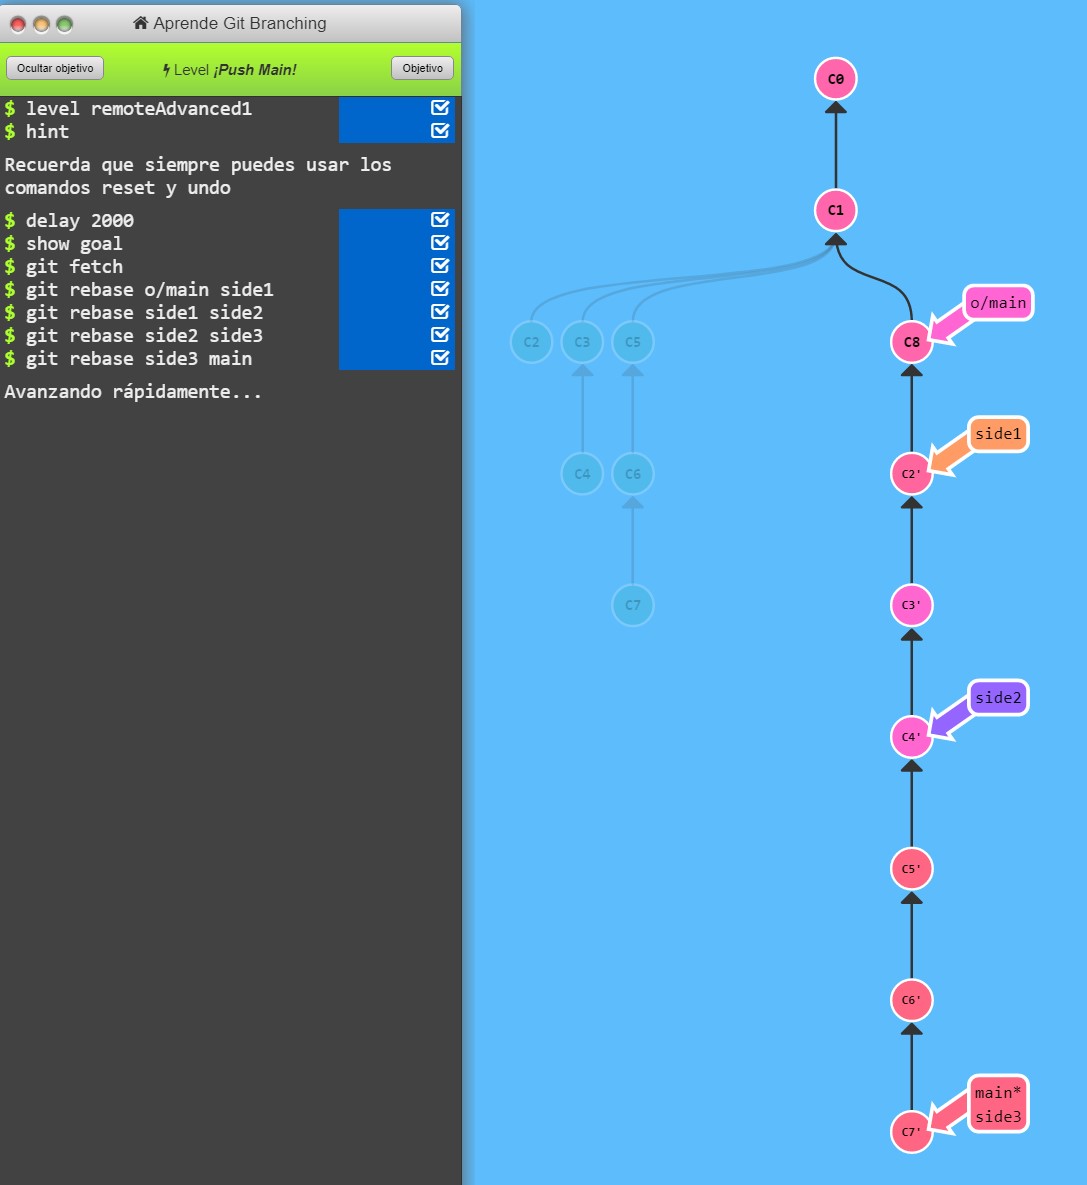 Aprende Git Branching
Ocultar objetivo
Level ¡Push Main!
Objetivo
$ level remoteAdvanced1
$ hint
Recuerda que siempre puedes usar los
comandos reset y undo
$ delay 2000
$ show goal
$ git fetch
$ git rebase o/main side1
$ git rebase side1 side2
$ git rebase side2 side3
$ git rebase side3 main
Avanzando rápidamente...
C0
C1
o/main
C2
C3
C5
C8
side1
C4
C6
C2'
C7
C3'
side2
C4'
C5'
C6'
main*
side3
C7'